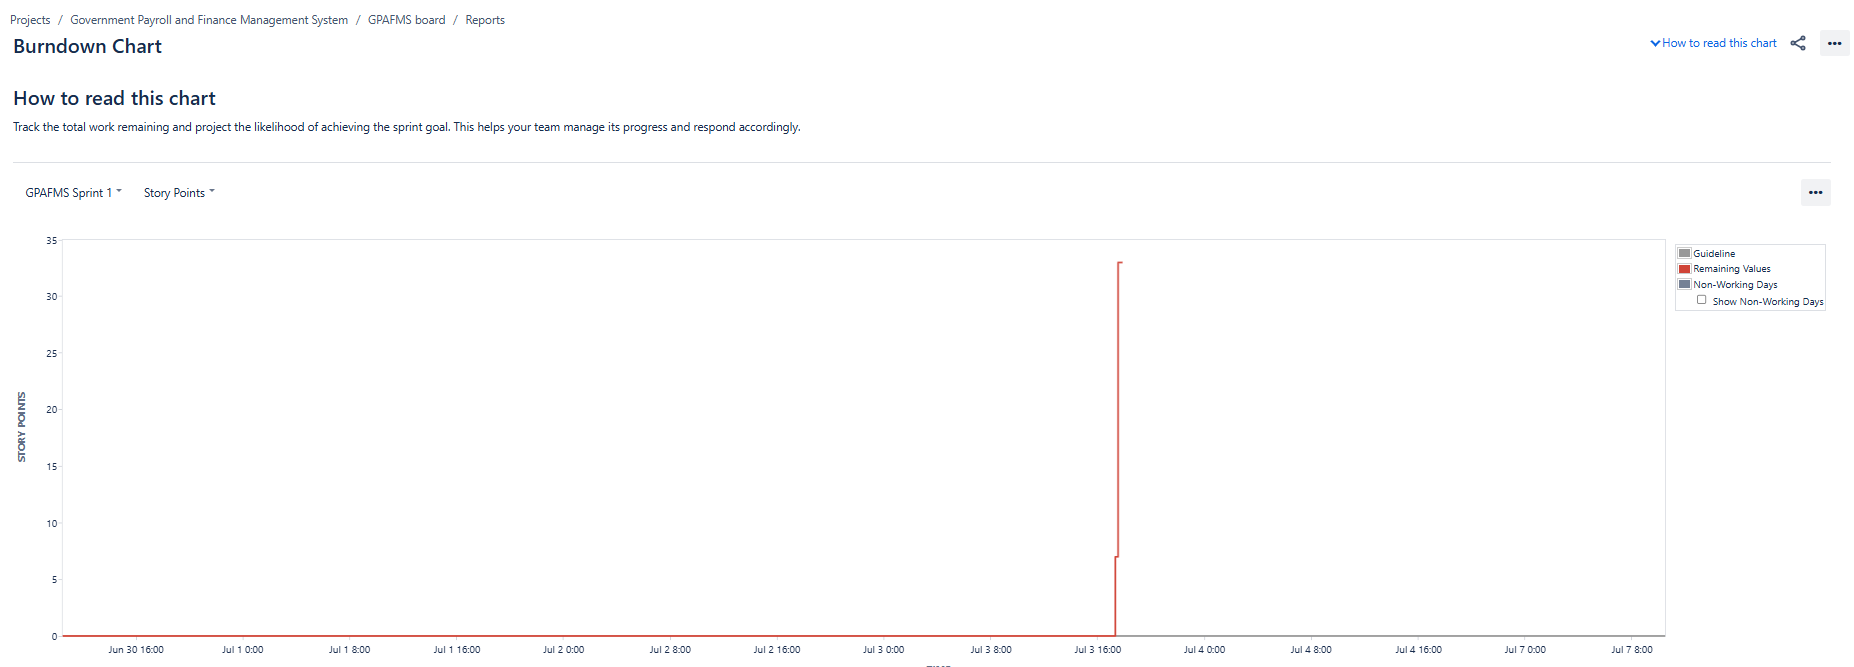 Projects / Government Payroll and Finance Management System / GPAFMS board / Reports
Burndown Chart
How to read this chart
How to read this chart
Track the total work remaining and project the likelihood of achieving the sprint goal. This helps your team manage its progress and respond accordingly.
GPAFMS Sprint 1
Story Points
STORY POINTS
35
30
25
20
15
10
5
0
Jun 30 16:00
Jul 1 0:00
Jul 1 8:00
Jul 1 16:00
Jul 2 0:00
Jul 2 8:00
Jul 2 16:00
Jul 3 0:00
Jul 3 8:00
Jul 3 16:00
Jul 4 0:00
Jul 4 8:00
Jul 4 16:00
Jul 7 0:00
Jul 7 8:00
Guideline
Remaining Values
Non-Working Days
Show Non-Working Days